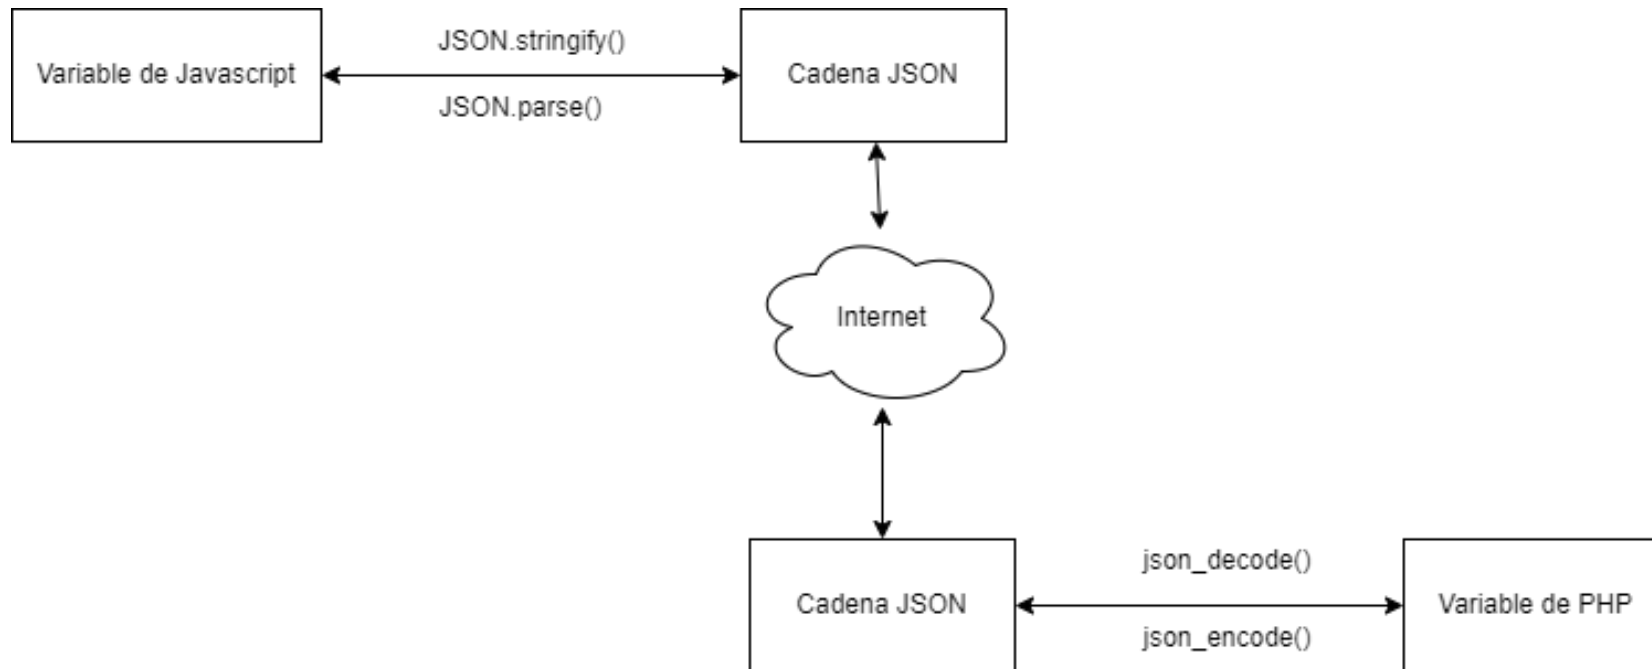 JSON.stringify()
Variable de Javascript
Cadena JSON
JSON.parse()
Internet
json_decode()
Cadena JSON
Variable de PHP
json_encode()